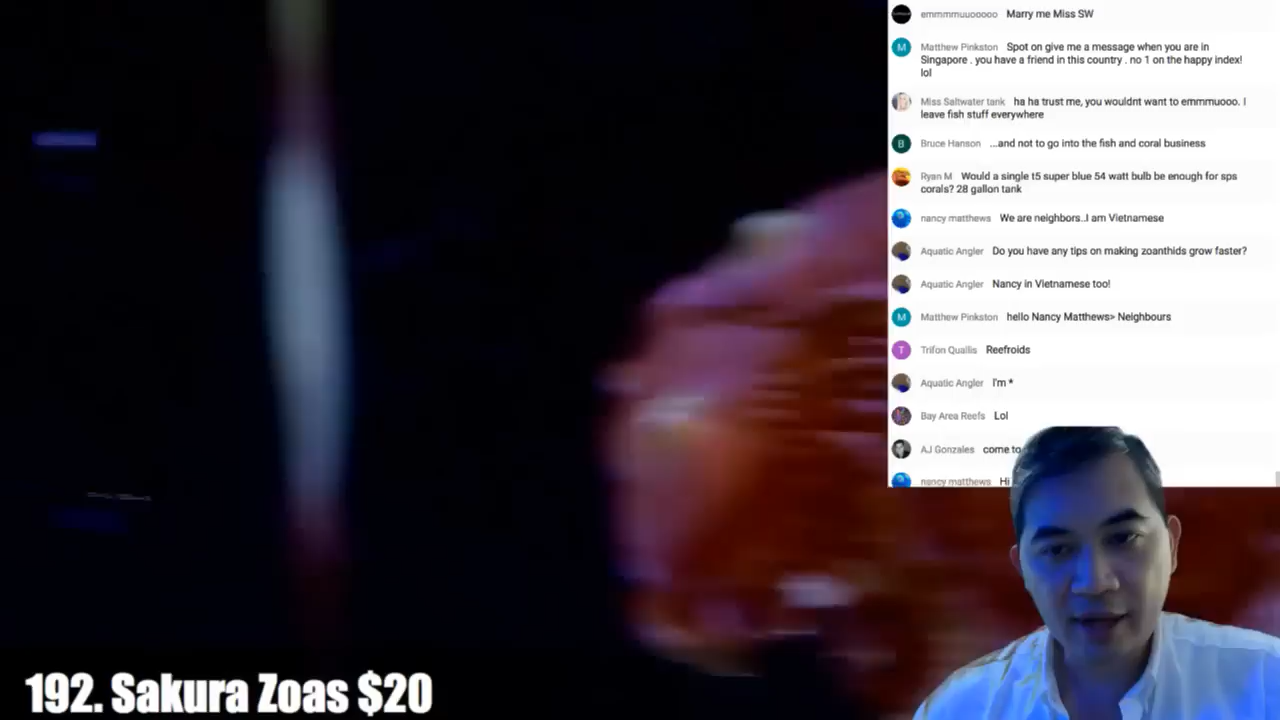 emmmmuuooooo Marry me Miss SW
M Matthew Pinkston Spot on give me a message when you are in
Singapore . you have a friend in this country . no 1 on the happy index!
lol
Miss Saltwater tank ha ha trust me, you wouldnt want to emmmuooo. I
leave fish stuff everywhere
B Bruce Hanson ...and not to go into the fish and coral business
Ryan M Would a single t5 super blue 54 watt bulb be enough for sps
corals? 28 gallon tank
nancy matthews We are neighbors..I am Vietnamese
Aquatic Angler Do you have any tips on making zoanthids grow faster?
Aquatic Angler Nancy in Vietnamese too!
M Matthew Pinkston hello Nancy Matthews> Neighbours
T Trifon Quallis Reefroids
Aquatic Angler I'm *
Bay Area Reefs Lol
AJ Gonzales come to
nancy matthews Hi
192. Sakura Zoas $20